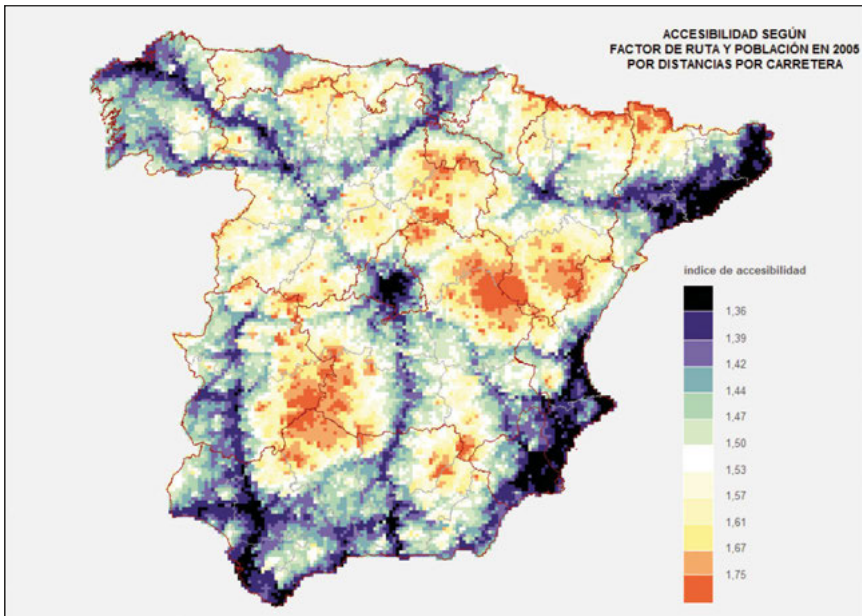 ACCESIBILIDAD SEGÚN
FACTOR DE RUTA Y POBLACIÓN EN 2005
POR DISTANCIAS POR CARRETERA
índice de accesibilidad
1,36
1,39
1,42
1,44
1,47
1,50
1,53
1,57
1,61
1,67
1,75